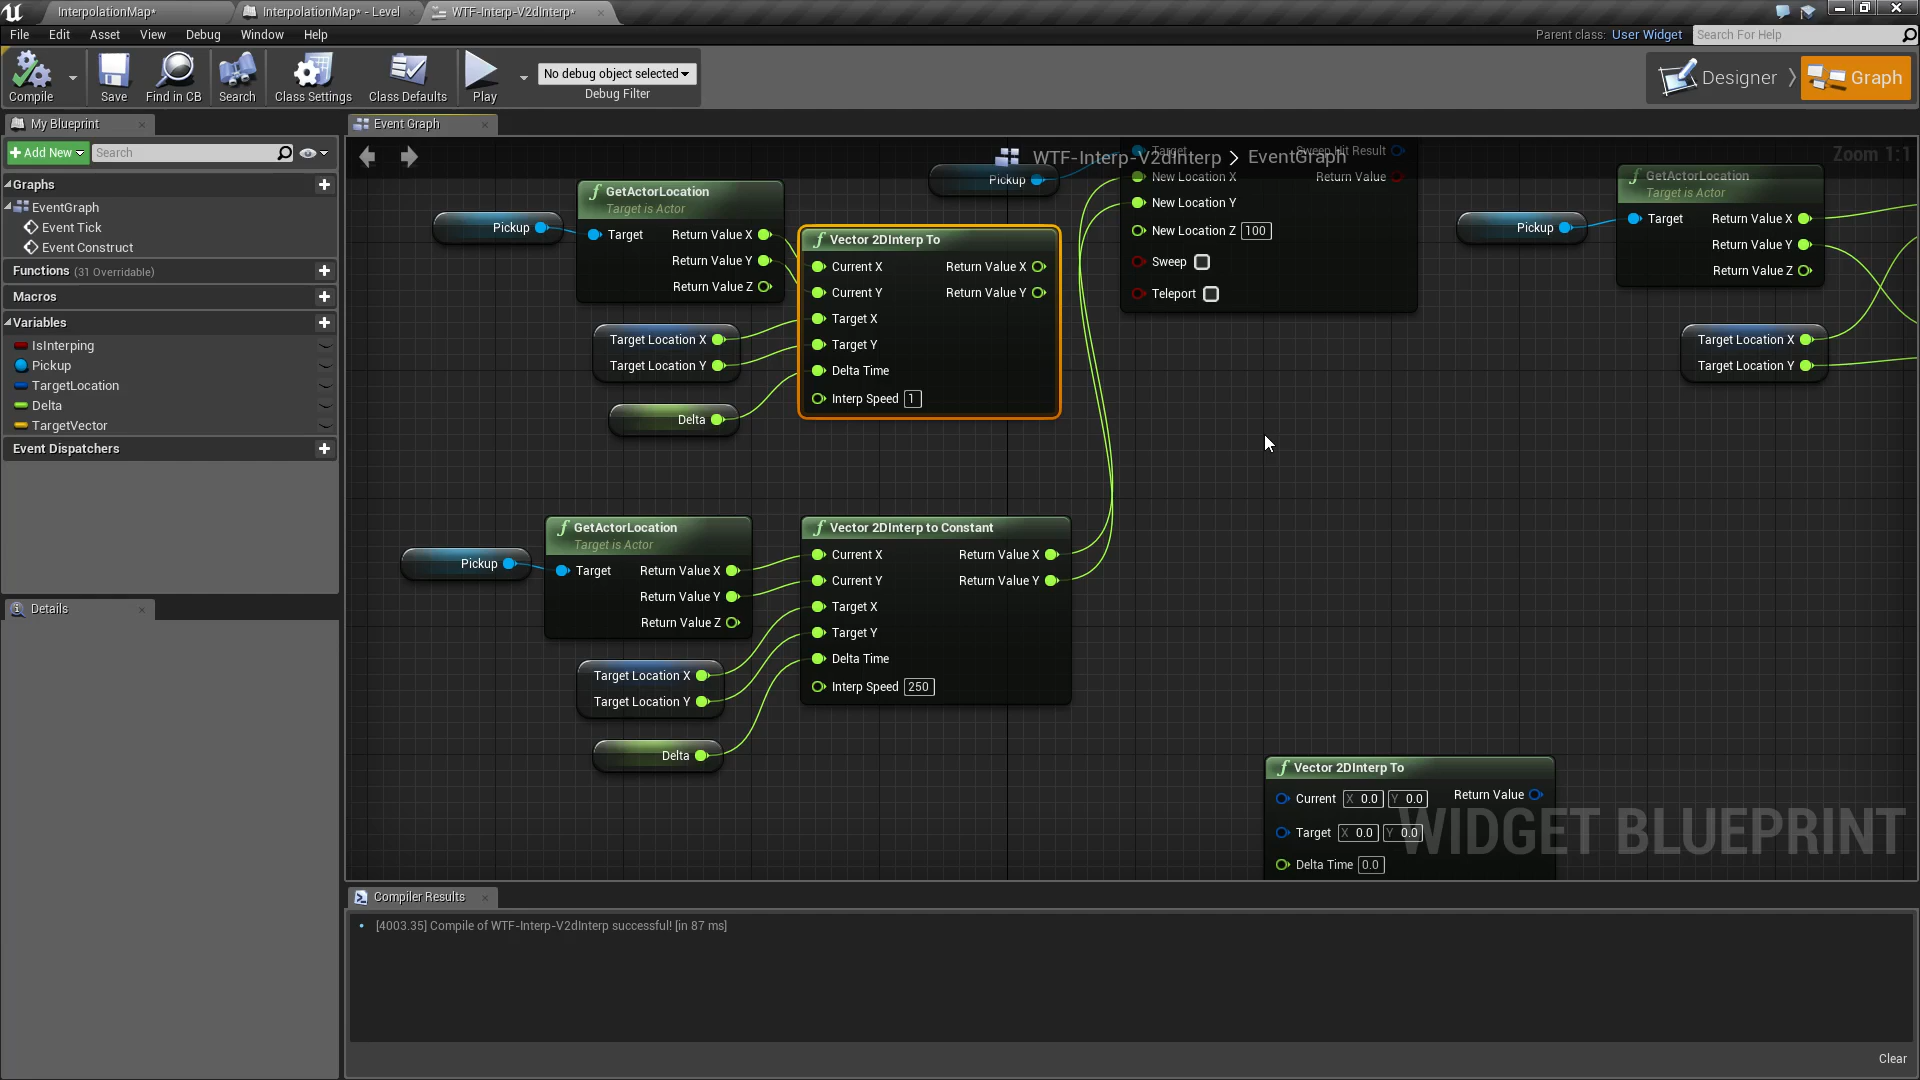 InterpolationMap*
InterpolationMap* - Level
WTF-Interp-V2dInterp*
File Edit Asset View Debug Window Help
Parent class: User Widget
Search For Help
Compile
Save
Find in CB
Search
Class Settings
Class Defaults
Play
No debug object selected
Debug Filter
Designer
Graph
My Blueprint
Add New
Search
Graphs
EventGraph
Event Tick
Event Construct
Functions (31 Overridable)
Macros
Variables
IsInterping
Pickup
TargetLocation
Delta
TargetVector
Event Dispatchers
Details
Event Graph
WTF-Interp-V2dInterp > EventGraph
Zoom 1:1
Pickup
GetActorLocation
Target is Actor
Target
Return Value X
Return Value Y
Return Value Z
Target Location X
Target Location Y
Delta
Vector 2DInterp To
Current X
Current Y
Target X
Target Y
Delta Time
Interp Speed 1
Return Value X
Return Value Y
Pickup
Target
Sweep Hit Result
New Location X
Return Value
New Location Y
New Location Z 100
Sweep
Teleport
Pickup
GetActorLocation
Target is Actor
Target
Return Value X
Return Value Y
Return Value Z
Target Location X
Target Location Y
Pickup
GetActorLocation
Target is Actor
Target
Return Value X
Return Value Y
Return Value Z
Target Location X
Target Location Y
Delta
Vector 2DInterp to Constant
Current X
Current Y
Target X
Target Y
Delta Time
Interp Speed 250
Return Value X
Return Value Y
Vector 2DInterp To
Current X 0.0 Y 0.0
Return Value
Target X 0.0 Y 0.0
Delta Time 0.0
WIDGET BLUEPRINT
Compiler Results
[4003.35] Compile of WTF-Interp-V2dInterp successful! [in 87 ms]
Clear